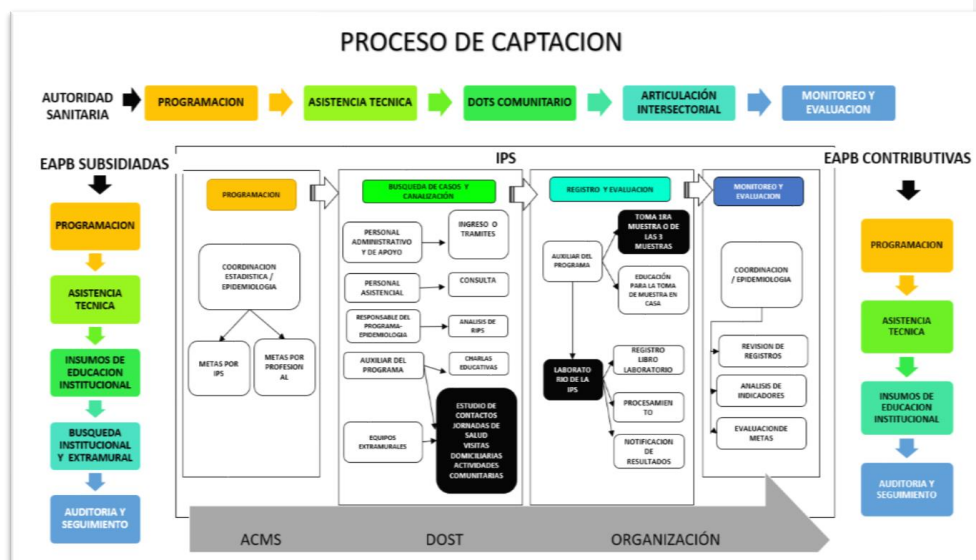 PROCESO DE CAPTACION
AUTORIDAD
SANITARIA
PROGRAMACION
ASISTENCIA TECNICA
DOTS COMUNITARIO
ARTICULACIÓN
INTERSECTORIAL
MONITOREO Y
EVALUACION
EAPB SUBSIDIADAS
PROGRAMACION
ASISTENCIA
TECNICA
INSUMOS DE
EDUCACION
INSTITUCIONAL
BUSQUEDA
INSTITUCIONAL
Y EXTRAMURAL
AUDITORIA Y
SEGUIMIENTO
IPS
PROGRAMACION
COORDINACION
ESTADISTICA /
EPIDEMIOLOGIA
METAS POR
IPS
METAS POR
PROFESION
AL
BUSQUEDA DE CASOS Y
CANALIZACIÓN
PERSONAL
ADMINISTRATIVO
Y DE APOYO
INGRESO O
TRAMITES
PERSONAL
ASISTENCIAL
CONSULTA
RESPONSABLE DEL
PROGRAMA-
EPIDEMIOLOGIA
ANALISIS DE
RIPS
AUXILIAR DEL
PROGRAMA
CHARLAS
EDUCATIVAS
EQUIPOS
EXTRAMURALES
ESTUDIO DE
CONTACTOS
JORNADAS DE
SALUD
VISITAS
DOMICILIARIAS
ACTIVIDADES
COMUNITARIAS
REGISTRO Y EVALUACION
AUXILIAR DEL
PROGRAMA
TOMA 1RA
MUESTRA O DE
LAS 3
MUESTRAS
EDUCACIÓN
PARA LA TOMA
DE MUESTRA EN
CASA
LABORATO
RIO DE LA
IPS
REGISTRO
LIBRO
LABORATORIO
PROCESAMIE
NTO
NOTIFICACION
DE
RESULTADOS
MONITOREO Y
EVALUACION
COORDINACION
/EPIDEMIOLOGIA
REVISION DE
REGISTROS
ANALISIS DE
INDICADORES
EVALUACIONDE
METAS
EAPB CONTRIBUTIVAS
PROGRAMACION
ASISTENCIA
TECNICA
INSUMOS DE
EDUCACION
INSTITUCIONAL
AUDITORIA Y
SEGUIMIENTO
ACMS
DOST
ORGANIZACIÓN